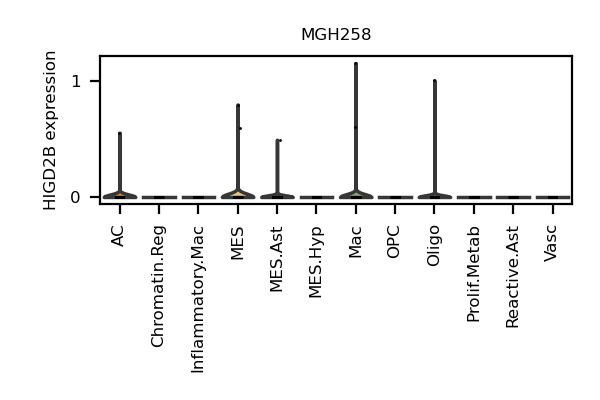 MGH258
HIGD2B expression
1
0
AC
Chromatin.Reg
Inflammatory.Mac
MES
MES.Ast
MES.Hyp
Mac
OPC
Oligo
Prolif.Metab
Reactive.Ast
Vasc